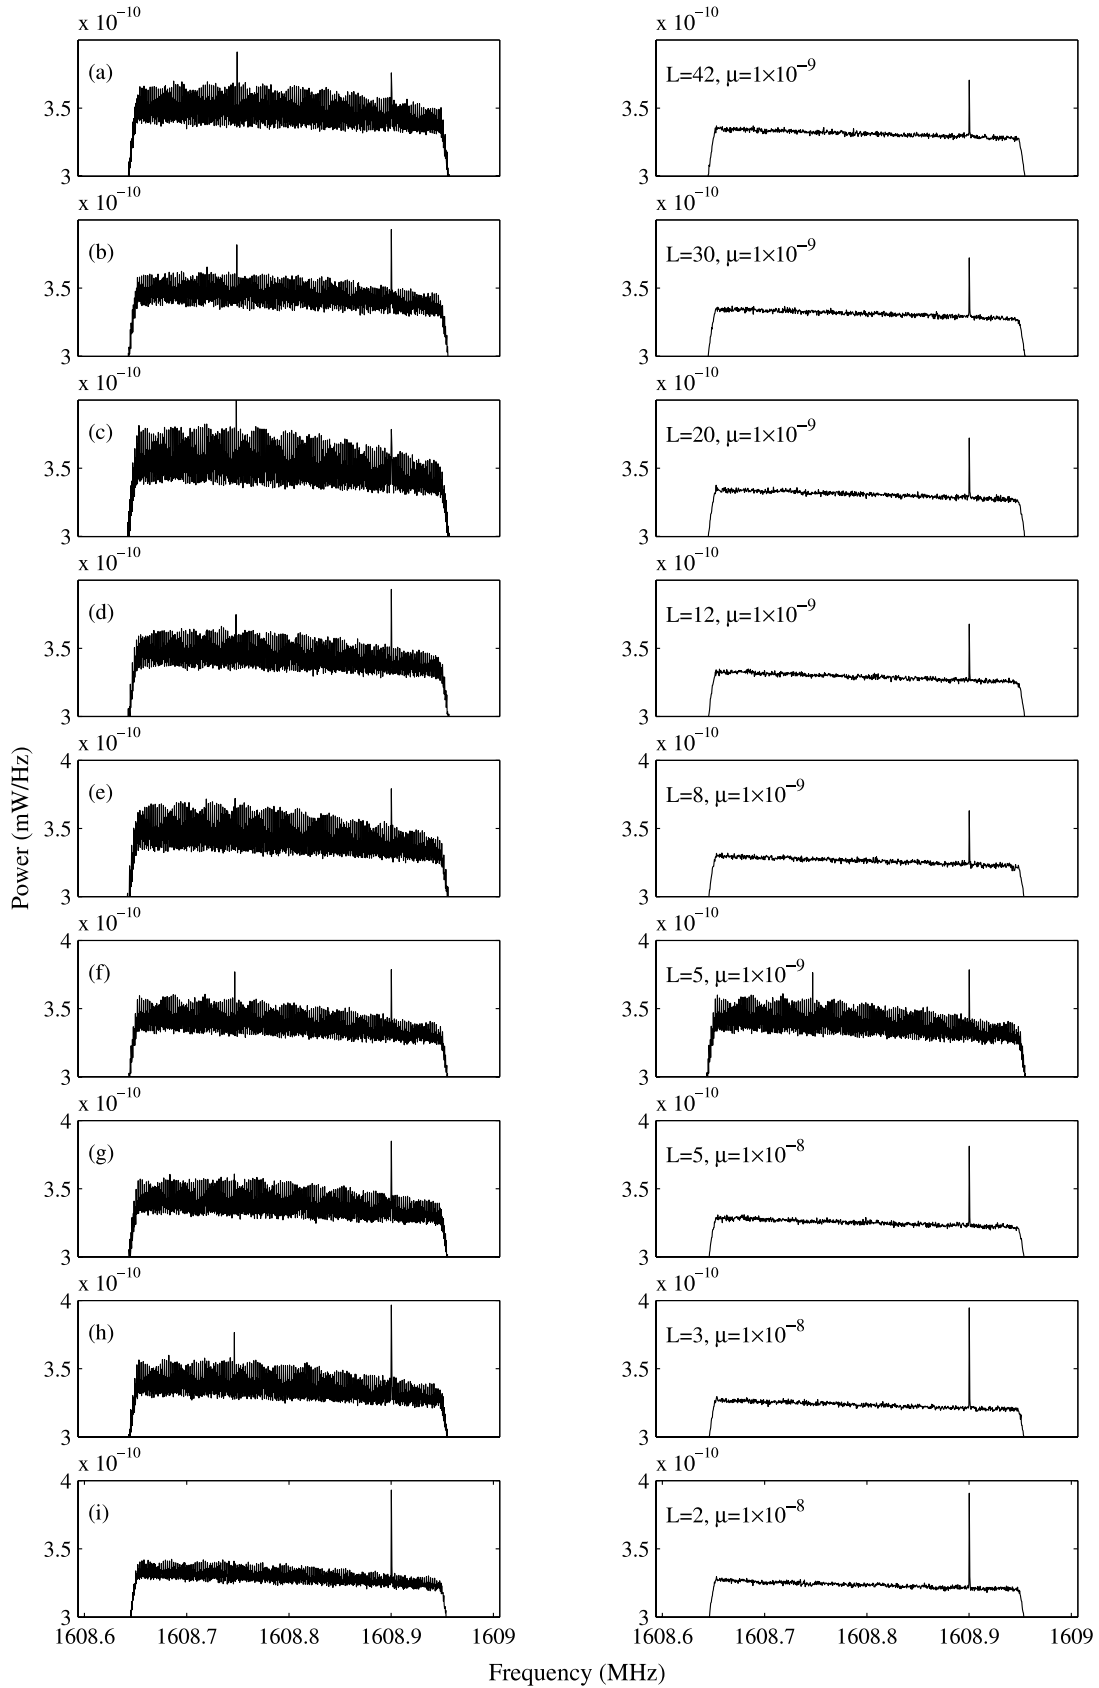 x 10⁻¹⁰ x 10⁻¹⁰
(a) L=42, μ=1×10⁻⁹
3.5 3.5
3 3
x 10⁻¹⁰ x 10⁻¹⁰
(b) L=30, μ=1×10⁻⁹
3.5 3.5
3 3
x 10⁻¹⁰ x 10⁻¹⁰
(c) L=20, μ=1×10⁻⁹
3.5 3.5
3 3
x 10⁻¹⁰ x 10⁻¹⁰
(d) L=12, μ=1×10⁻⁹
3.5 3.5
3 3
x 10⁻¹⁰ x 10⁻¹⁰
4 4
(e) L=8, μ=1×10⁻⁹
3.5 3.5
3 3
x 10⁻¹⁰ x 10⁻¹⁰
4 4
(f) L=5, μ=1×10⁻⁹
3.5 3.5
3 3
x 10⁻¹⁰ x 10⁻¹⁰
4 4
(g) L=5, μ=1×10⁻⁸
3.5 3.5
3 3
x 10⁻¹⁰ x 10⁻¹⁰
4 4
(h) L=3, μ=1×10⁻⁸
3.5 3.5
3 3
x 10⁻¹⁰ x 10⁻¹⁰
4 4
(i) L=2, μ=1×10⁻⁸
3.5 3.5
3 3
1608.6 1608.7 1608.8 1608.9 1609 1608.6 1608.7 1608.8 1608.9 1609
Frequency (MHz)
Power (mW/Hz)